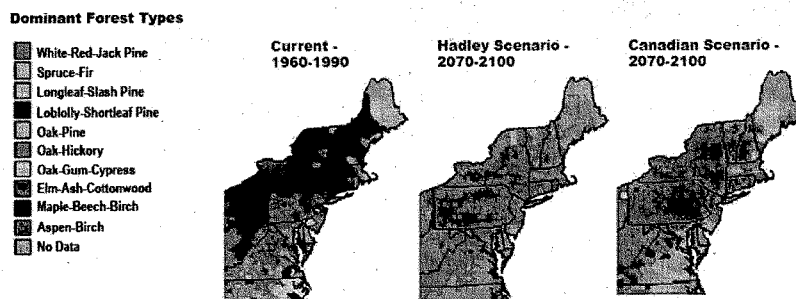 Dominant Forest Types
White-Red-Jack Pine
Spruce-Fir
Longleaf-Slash Pine
Loblolly-Shortleaf Pine
Oak-Pine
Oak-Hickory
Oak-Gum-Cypress
Elm-Ash-Cottonwood
Maple-Beech-Birch
Aspen-Birch
No Data
Current -
1960-1990
Hadley Scenario -
2070-2100
Canadian Scenario -
2070-2100